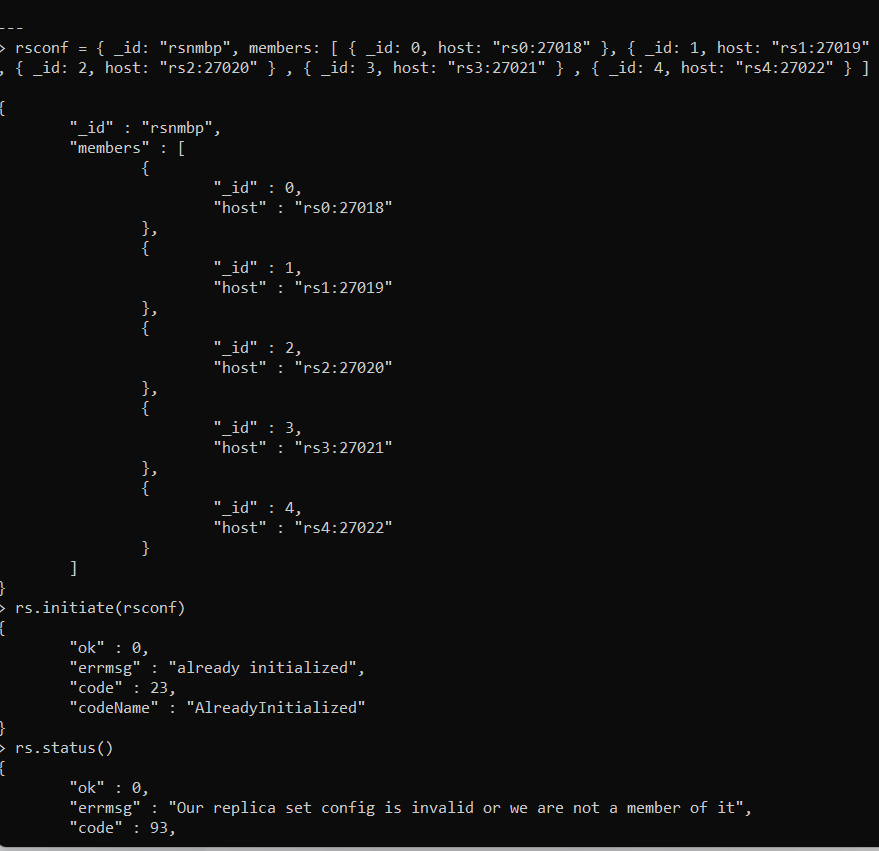 ---
> rsconf = { _id: "rsnmbp", members: [ { _id: 0, host: "rs0:27018" }, { _id: 1, host: "rs1:27019"
, { _id: 2, host: "rs2:27020" } , { _id: 3, host: "rs3:27021" } , { _id: 4, host: "rs4:27022" } ]
{
        "_id" : "rsnmbp",
        "members" : [
                {
                        "_id" : 0,
                        "host" : "rs0:27018"
                },
                {
                        "_id" : 1,
                        "host" : "rs1:27019"
                },
                {
                        "_id" : 2,
                        "host" : "rs2:27020"
                },
                {
                        "_id" : 3,
                        "host" : "rs3:27021"
                },
                {
                        "_id" : 4,
                        "host" : "rs4:27022"
                }
        ]
}
> rs.initiate(rsconf)
{
        "ok" : 0,
        "errmsg" : "already initialized",
        "code" : 23,
        "codeName" : "AlreadyInitialized"
}
> rs.status()
{
        "ok" : 0,
        "errmsg" : "Our replica set config is invalid or we are not a member of it",
        "code" : 93,